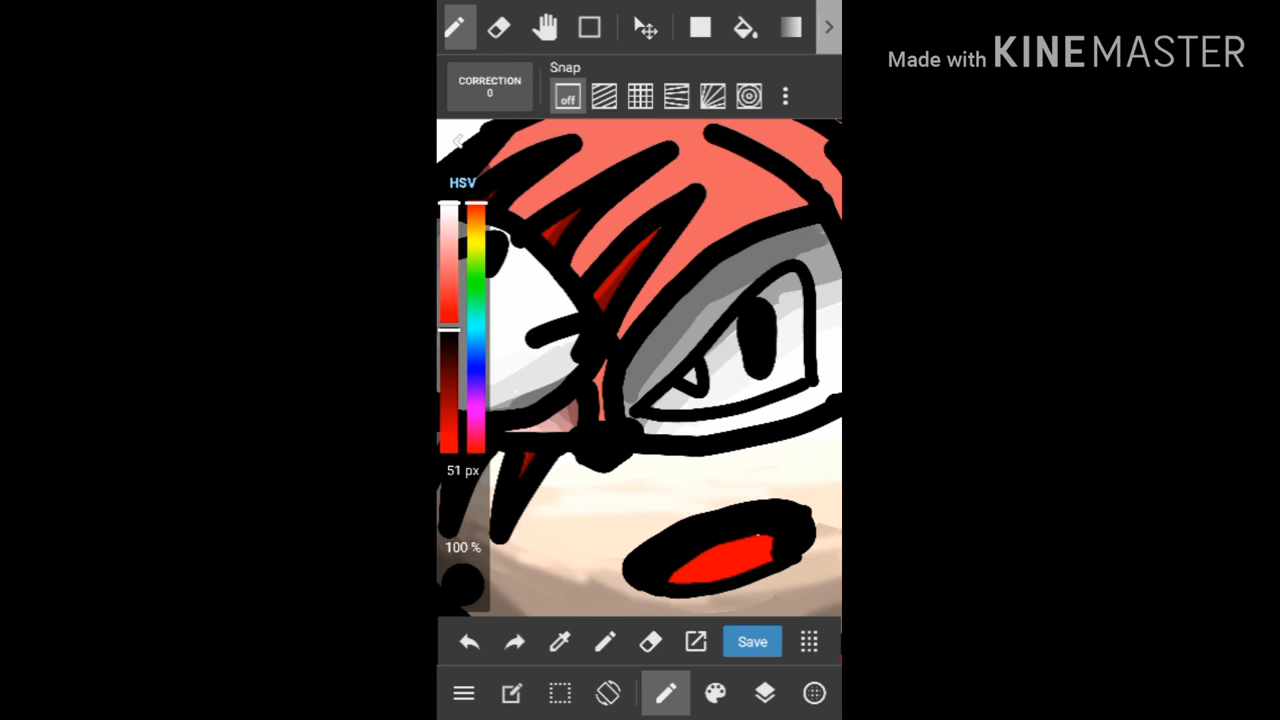 Made with KINEMASTER
CORRECTION
0
Snap
off
HSV
51 px
100 %
Save